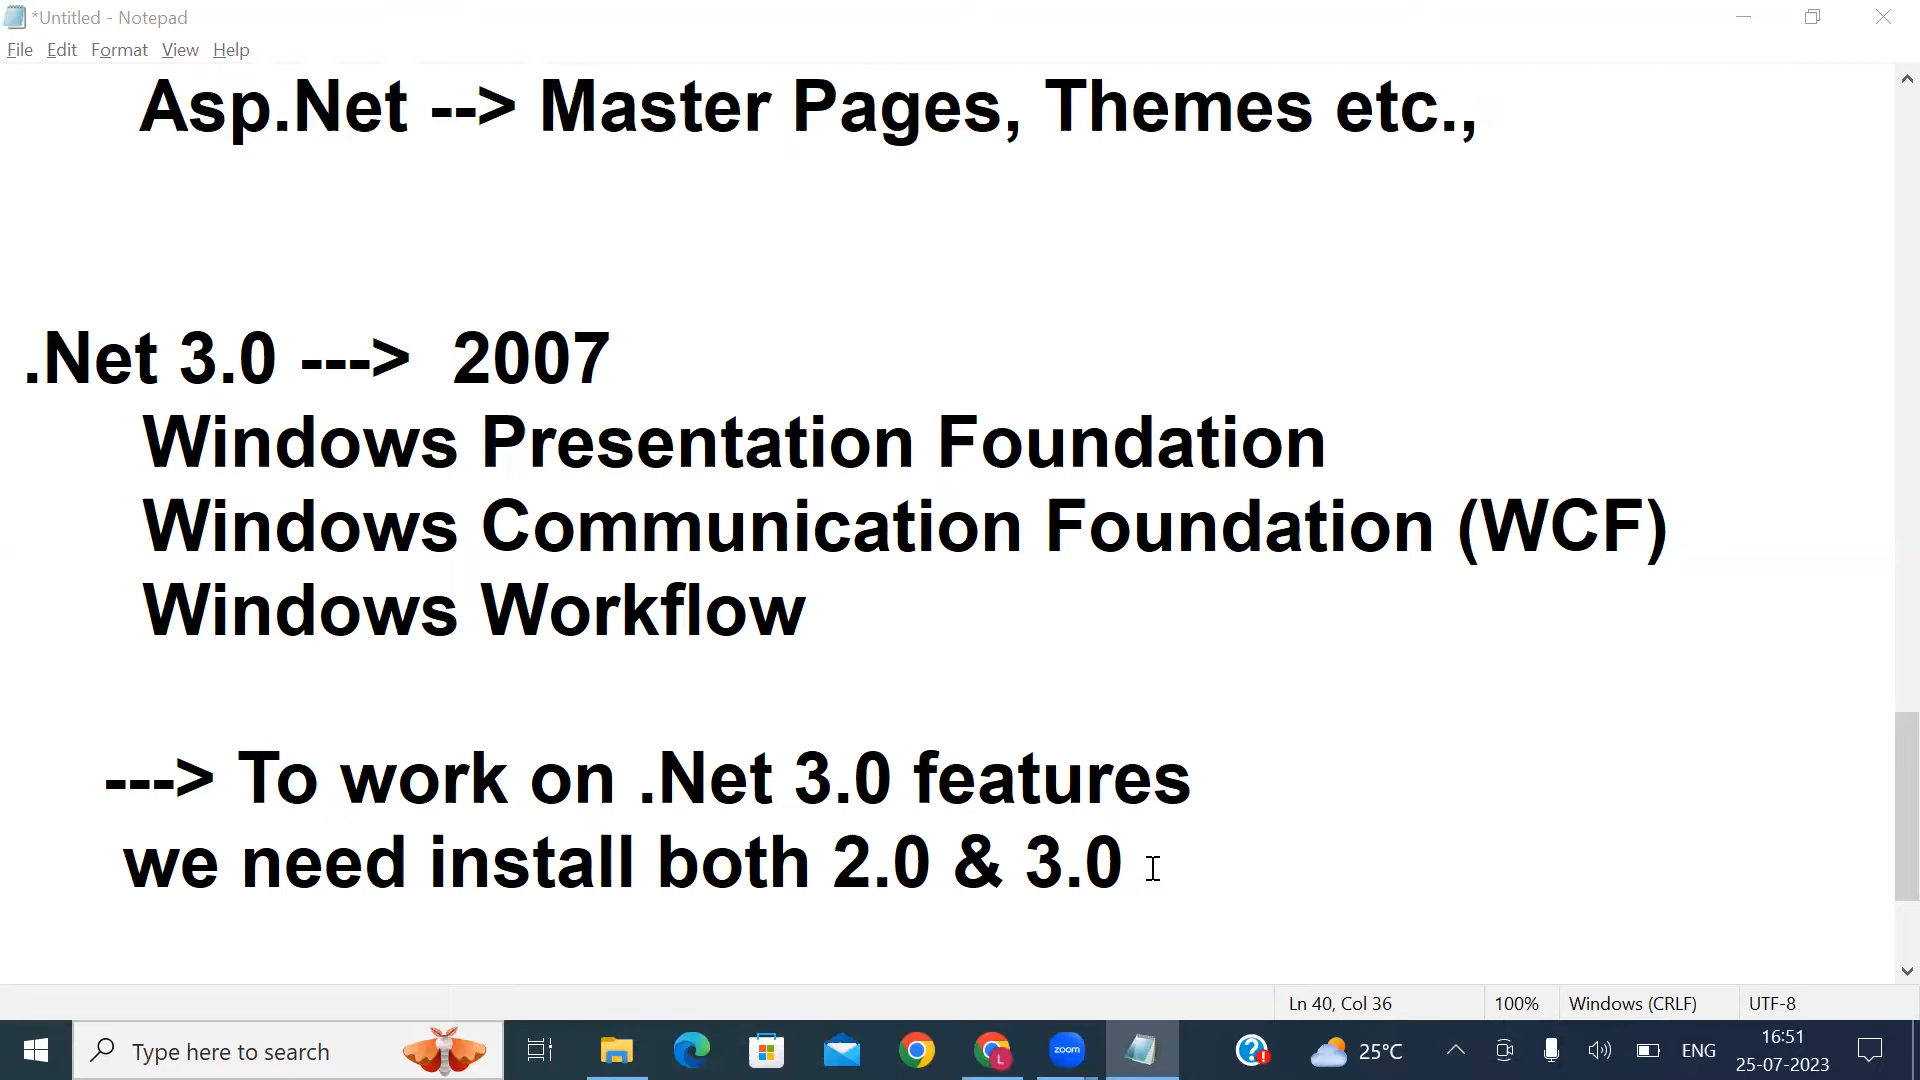 *Untitled - Notepad
File Edit Format View Help
Asp.Net --> Master Pages, Themes etc.,
.Net 3.0 ---> 2007
Windows Presentation Foundation
Windows Communication Foundation (WCF)
Windows Workflow
---> To work on .Net 3.0 features
we need install both 2.0 & 3.0
Ln 40, Col 36 100% Windows (CRLF) UTF-8
Type here to search
L
zoom
25°C
ENG
16:51
25-07-2023